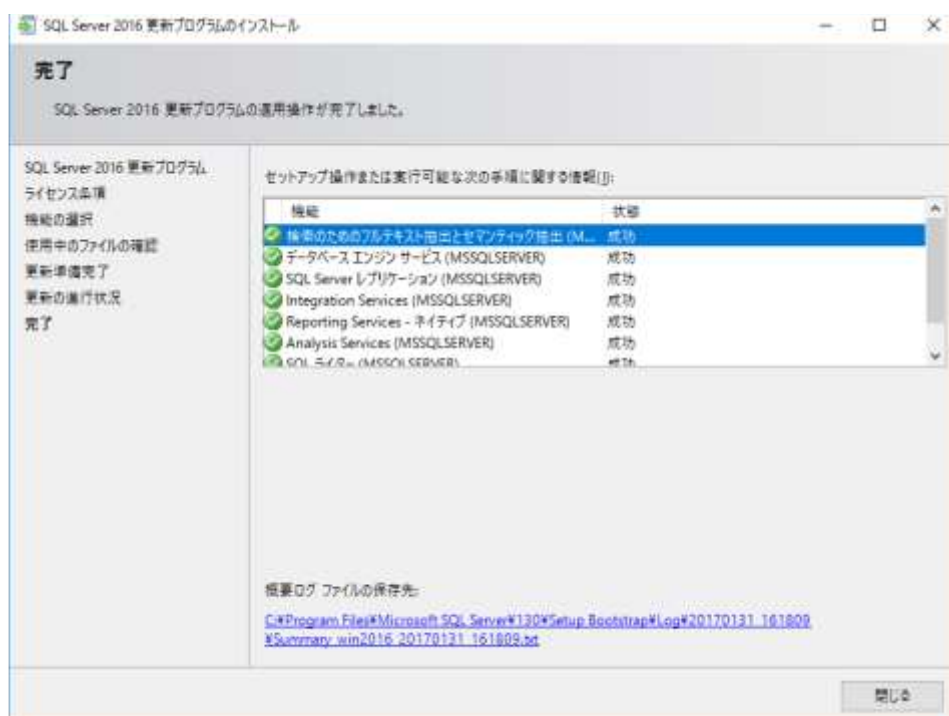 SQL Server 2016 更新プログラムのインストール
完了
SQL Server 2016 更新プログラムの適用操作が完了しました。
SQL Server 2016 更新プログラム
ライセンス条項
機能の選択
使用中のファイルの確認
更新準備完了
更新の進行状況
完了
セットアップ操作または実行可能な次の手順に関する情報(I):
機能 状態
検索のためのフルテキスト抽出とセマンティック抽出 (M... 成功
データベース エンジン サービス (MSSQLSERVER) 成功
SQL Server レプリケーション (MSSQLSERVER) 成功
Integration Services (MSSQLSERVER) 成功
Reporting Services - ネイティブ (MSSQLSERVER) 成功
Analysis Services (MSSQLSERVER) 成功
SQL ライター (MSSQLSERVER) 成功
概要ログ ファイルの保存先:
C:¥Program Files¥Microsoft SQL Server¥130¥Setup Bootstrap¥Log¥20170131_161809
¥Summary_win2016_20170131_161809.txt
閉じる